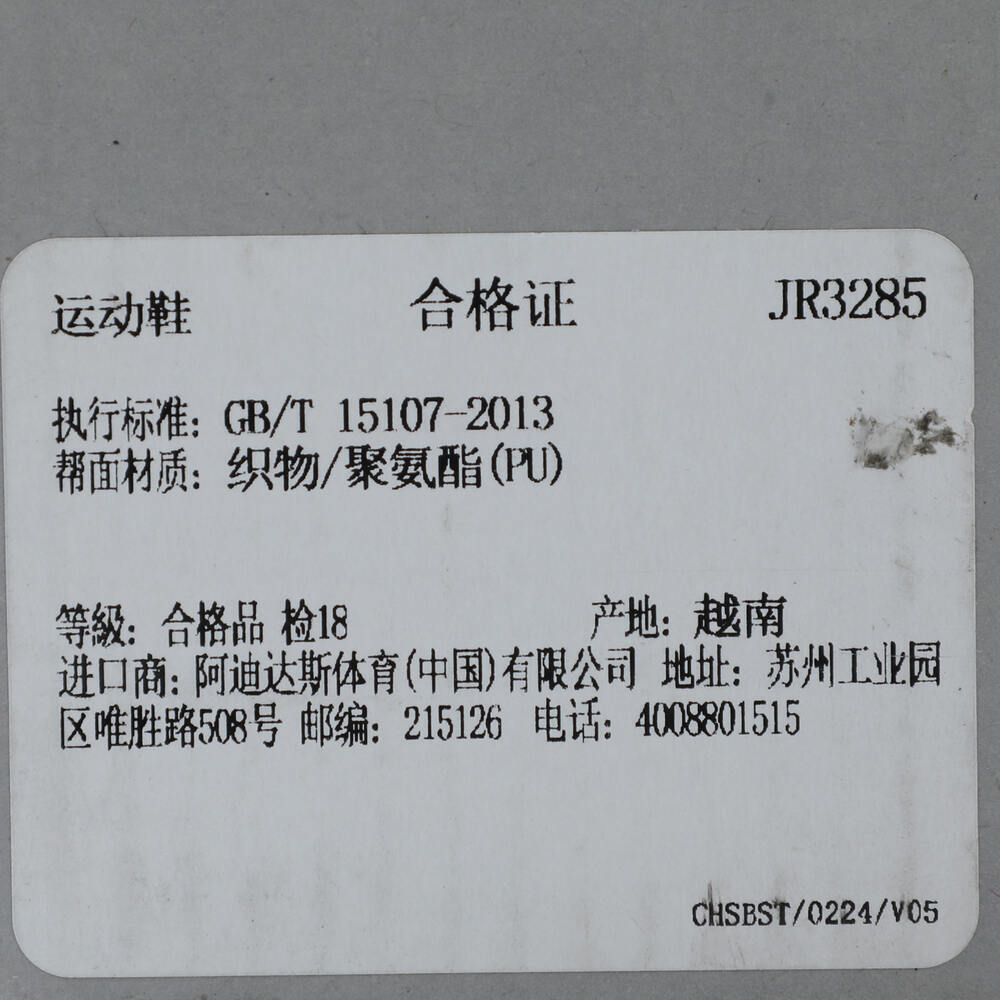 运动鞋 合格证 JR3285
执行标准: GB/T 15107-2013
帮面材质: 织物/聚氨酯(PU)
等級: 合格品 检18 产地: 越南
进口商: 阿迪达斯体育(中国)有限公司 地址: 苏州工业园
区唯胜路508号 邮编: 215126 电话: 4008801515
CHSBST/0224/V05